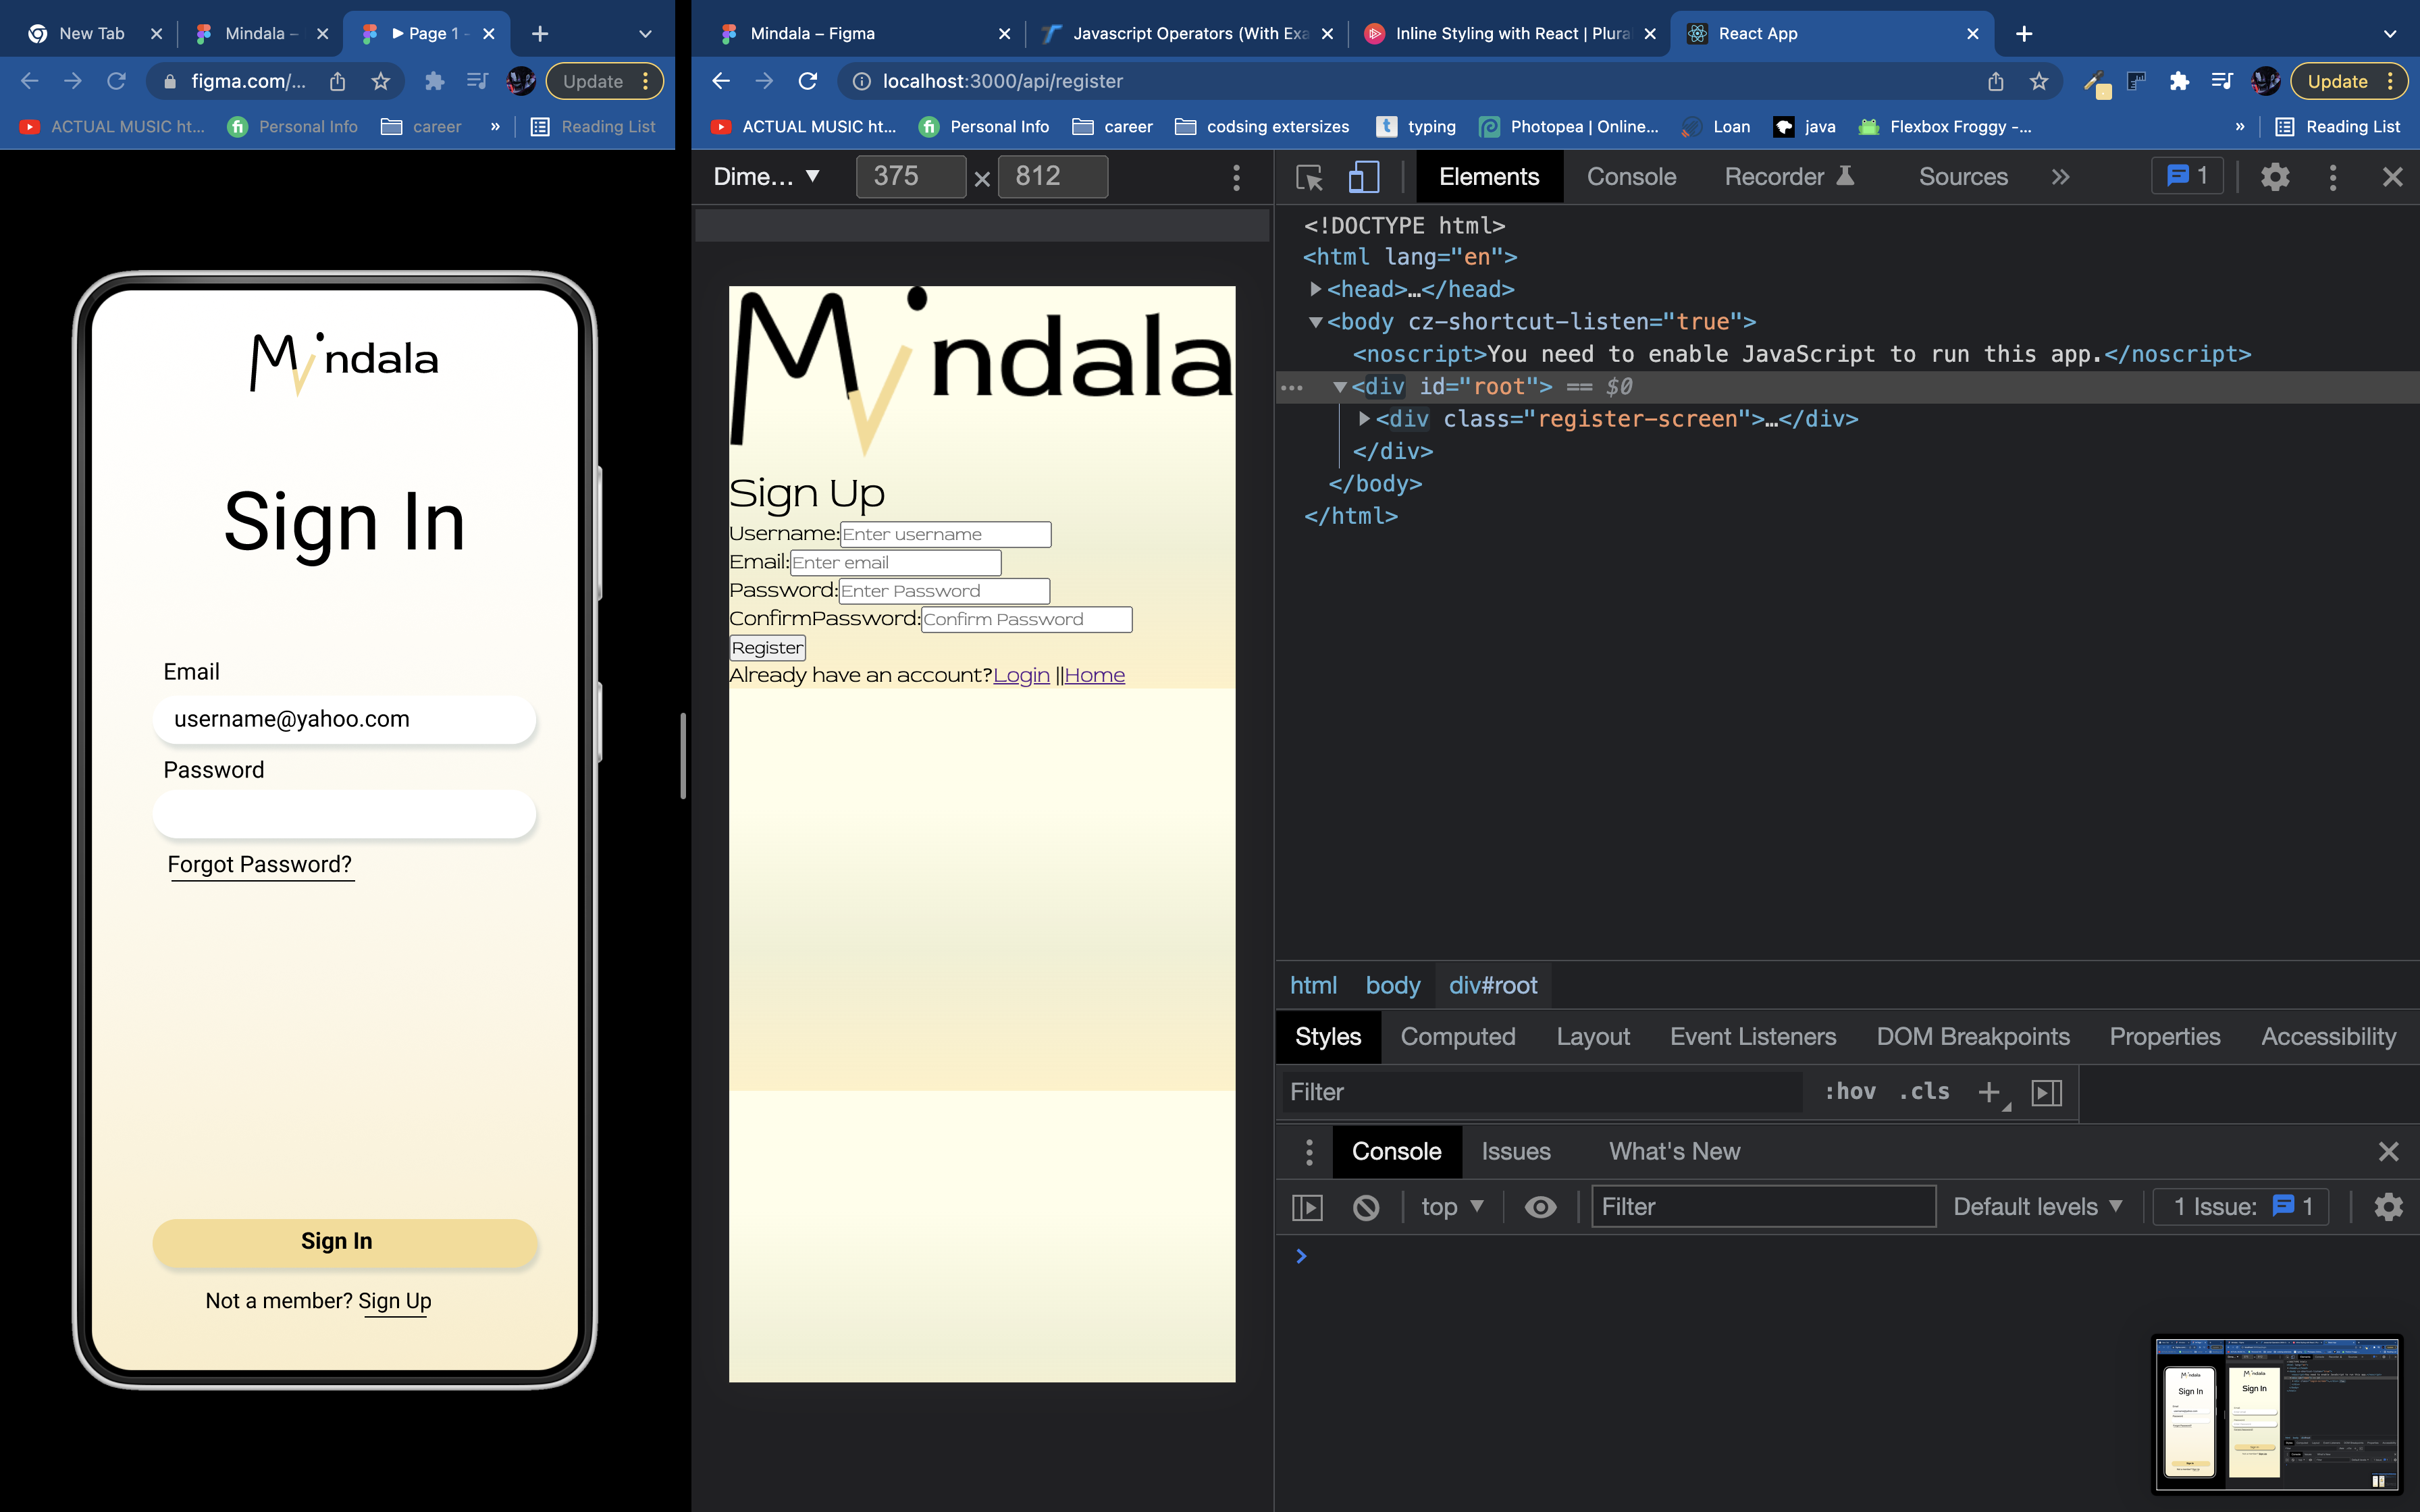 New Tab
Mindala –
▶ Page 1 -
figma.com/...
Update
ACTUAL MUSIC ht...
Personal Info
career
»
Reading List
Mindala
Sign In
Email
username@yahoo.com
Password
Forgot Password?
Sign In
Not a member? Sign Up
Mindala – Figma
Javascript Operators (With Exa
Inline Styling with React | Plura
React App
localhost:3000/api/register
Update
ACTUAL MUSIC ht...
Personal Info
career
codsing extersizes
typing
Photopea | Online...
Loan
java
Flexbox Froggy -...
»
Reading List
Dime... ▼ 375 × 812
Mindala
Sign Up
Username: Enter username
Email: Enter email
Password: Enter Password
ConfirmPassword: Confirm Password
Register
Already have an account?Login ||Home
Elements
Console
Recorder
Sources
»
1
<!DOCTYPE html>
<html lang="en">
▶<head>…</head>
▼<body cz-shortcut-listen="true">
<noscript>You need to enable JavaScript to run this app.</noscript>
… ▼<div id="root"> == $0
▶<div class="register-screen">…</div>
</div>
</body>
</html>
html body div#root
Styles Computed Layout Event Listeners DOM Breakpoints Properties Accessibility
Filter :hov .cls +
Console Issues What's New
top ▼ Filter Default levels ▼ 1 Issue: 1
>
Mindala
Sign In
Mindala
Sign In